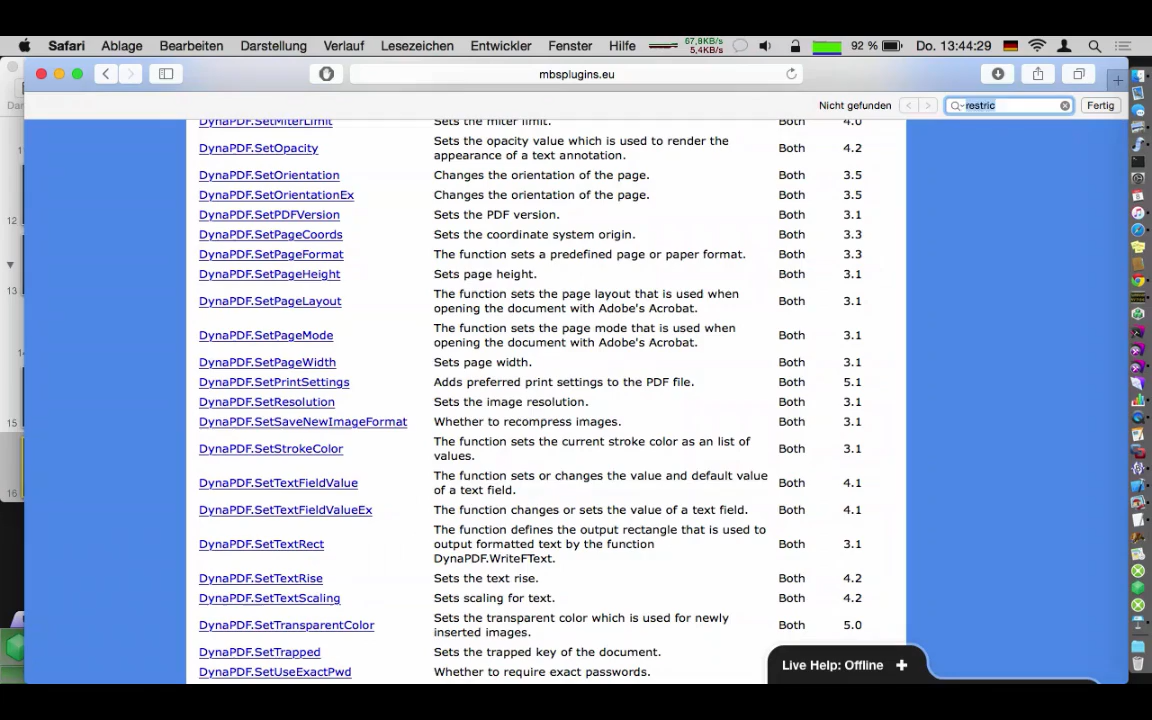 Safari Ablage Bearbeiten Darstellung Verlauf Lesezeichen Entwickler Fenster Hilfe 67,8KB/s 5,4KB/s 92 % Do. 13:44:29
mbsplugins.eu
Nicht gefunden restric Fertig
DynaPDF.SetMiterLimit Sets the miter limit. Both 4.0
DynaPDF.SetOpacity Sets the opacity value which is used to render the appearance of a text annotation. Both 4.2
DynaPDF.SetOrientation Changes the orientation of the page. Both 3.5
DynaPDF.SetOrientationEx Changes the orientation of the page. Both 3.5
DynaPDF.SetPDFVersion Sets the PDF version. Both 3.1
DynaPDF.SetPageCoords Sets the coordinate system origin. Both 3.3
DynaPDF.SetPageFormat The function sets a predefined page or paper format. Both 3.3
DynaPDF.SetPageHeight Sets page height. Both 3.1
DynaPDF.SetPageLayout The function sets the page layout that is used when opening the document with Adobe's Acrobat. Both 3.1
DynaPDF.SetPageMode The function sets the page mode that is used when opening the document with Adobe's Acrobat. Both 3.1
DynaPDF.SetPageWidth Sets page width. Both 3.1
DynaPDF.SetPrintSettings Adds preferred print settings to the PDF file. Both 5.1
DynaPDF.SetResolution Sets the image resolution. Both 3.1
DynaPDF.SetSaveNewImageFormat Whether to recompress images. Both 3.1
DynaPDF.SetStrokeColor The function sets the current stroke color as an list of values. Both 3.1
DynaPDF.SetTextFieldValue The function sets or changes the value and default value of a text field. Both 4.1
DynaPDF.SetTextFieldValueEx The function changes or sets the value of a text field. Both 4.1
DynaPDF.SetTextRect The function defines the output rectangle that is used to output formatted text by the function DynaPDF.WriteFText. Both 3.1
DynaPDF.SetTextRise Sets the text rise. Both 4.2
DynaPDF.SetTextScaling Sets scaling for text. Both 4.2
DynaPDF.SetTransparentColor Sets the transparent color which is used for newly inserted images. Both 5.0
DynaPDF.SetTrapped Sets the trapped key of the document. Both 3.1
DynaPDF.SetUseExactPwd Whether to require exact passwords.
Live Help: Offline +
12
13
15
16